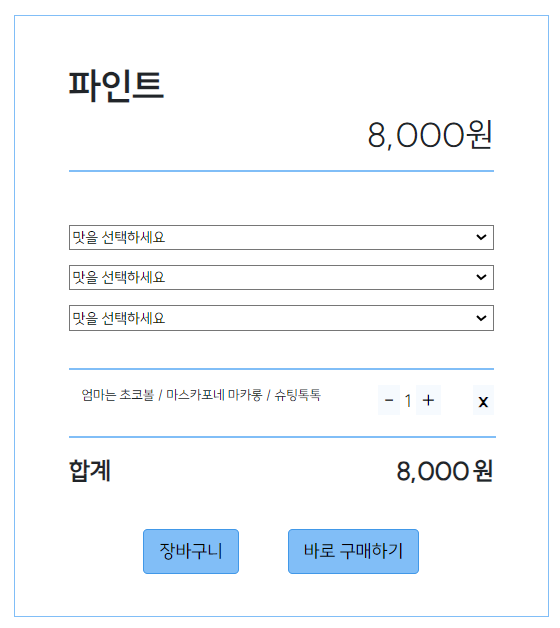 파인트
8,000원
맛을 선택하세요
맛을 선택하세요
맛을 선택하세요
엄마는 초코볼 / 마스카포네 마카롱 / 슈팅톡톡 - 1 + x
합계 8,000 원
장바구니 바로 구매하기